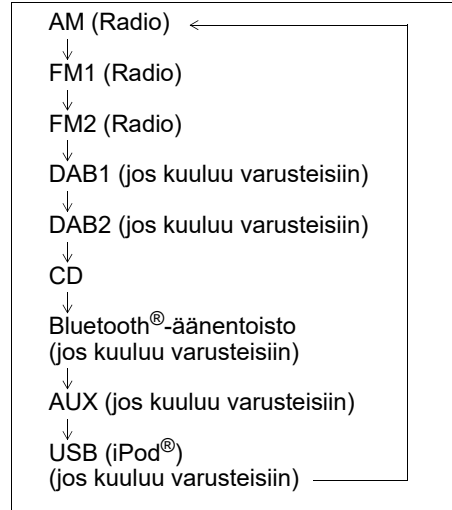 AM (Radio)
FM1 (Radio)
FM2 (Radio)
DAB1 (jos kuuluu varusteisiin)
DAB2 (jos kuuluu varusteisiin)
CD
Bluetooth®-äänentoisto
(jos kuuluu varusteisiin)
AUX (jos kuuluu varusteisiin)
USB (iPod®)
(jos kuuluu varusteisiin)